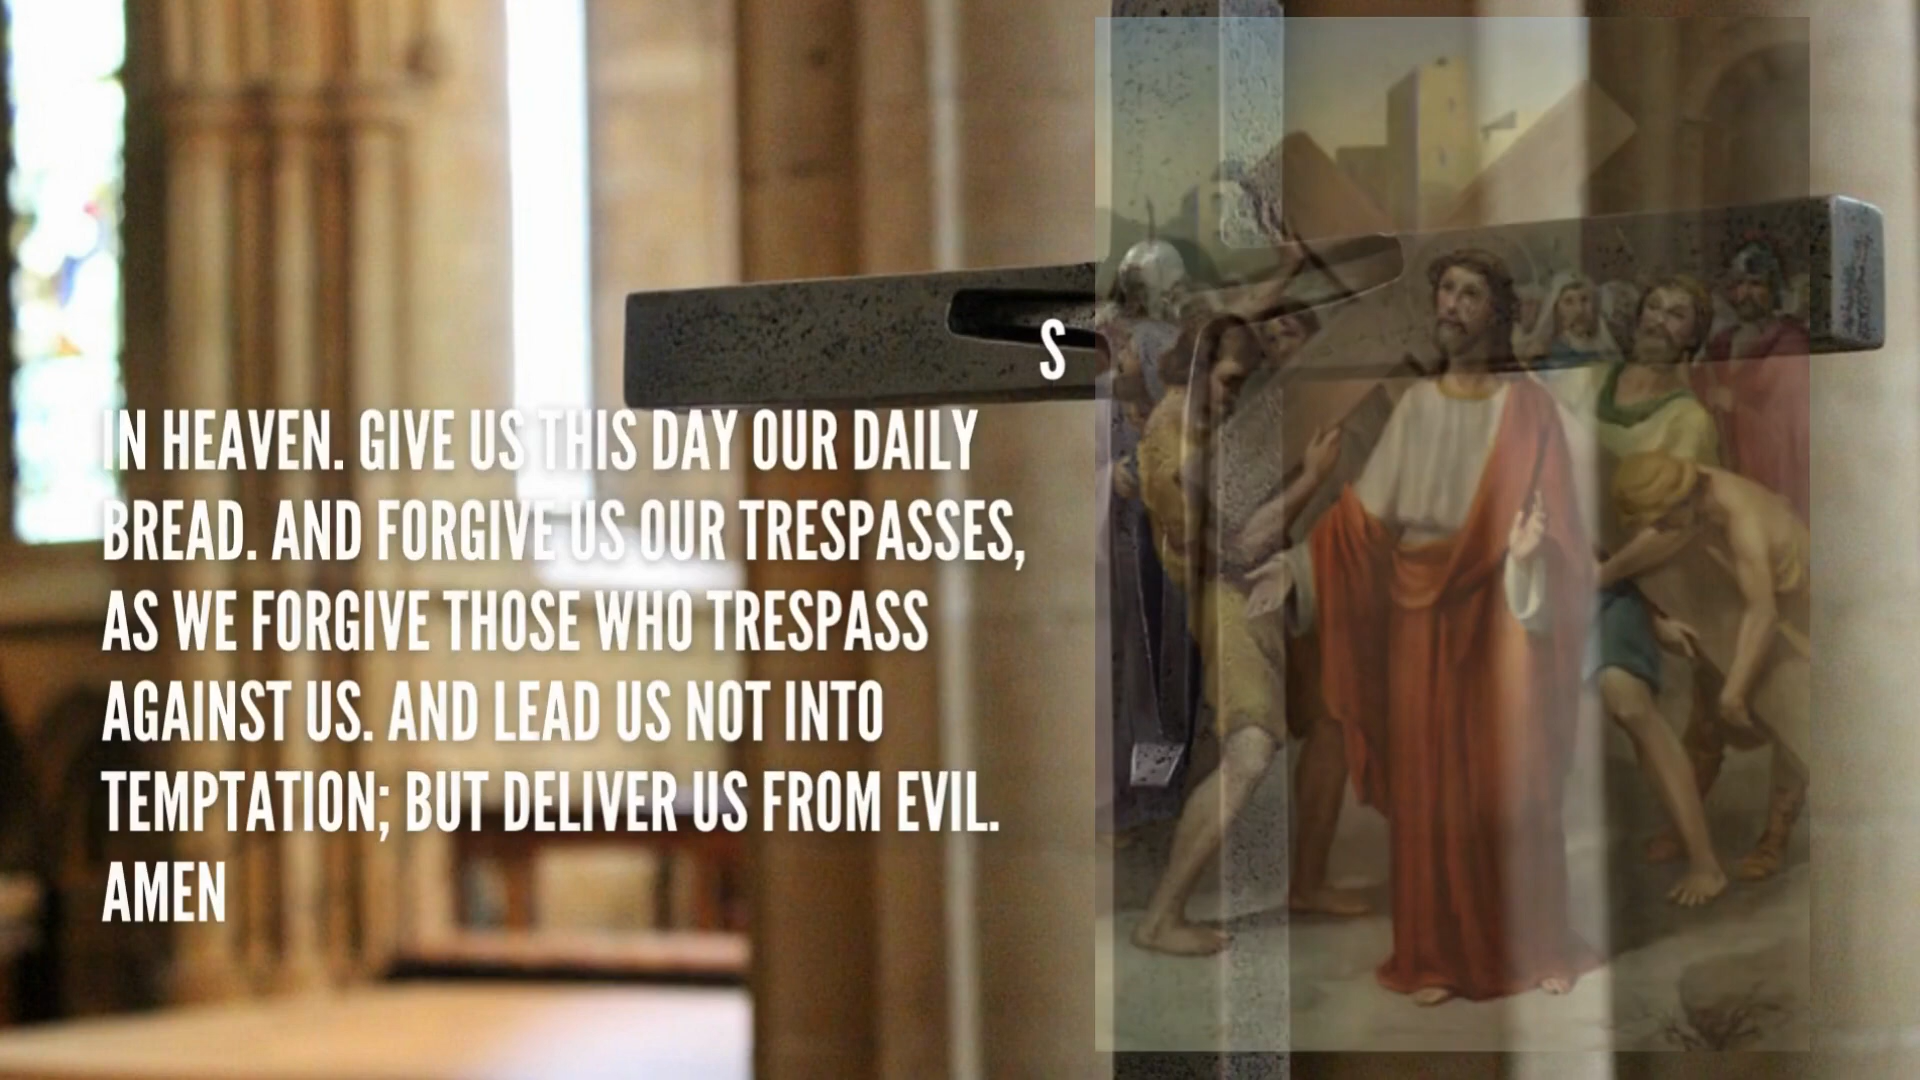 S
IN HEAVEN. GIVE US THIS DAY OUR DAILY
BREAD. AND FORGIVE US OUR TRESPASSES,
AS WE FORGIVE THOSE WHO TRESPASS
AGAINST US. AND LEAD US NOT INTO
TEMPTATION; BUT DELIVER US FROM EVIL.
AMEN